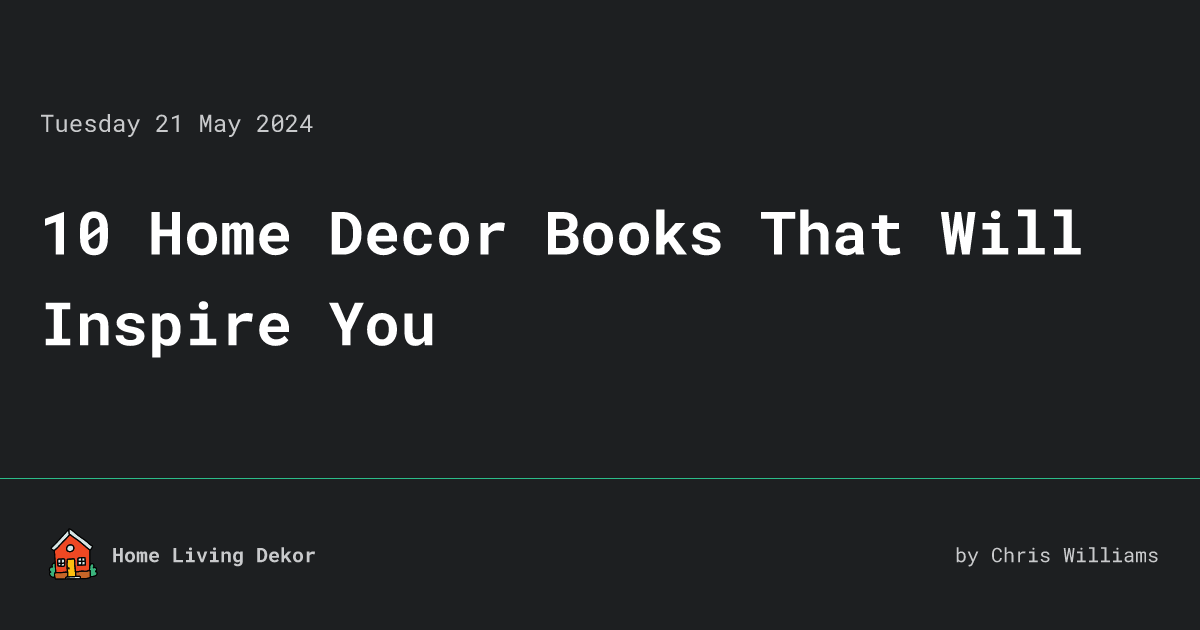 Tuesday 21 May 2024
10 Home Decor Books That Will
Inspire You
Home Living Dekor
by Chris Williams